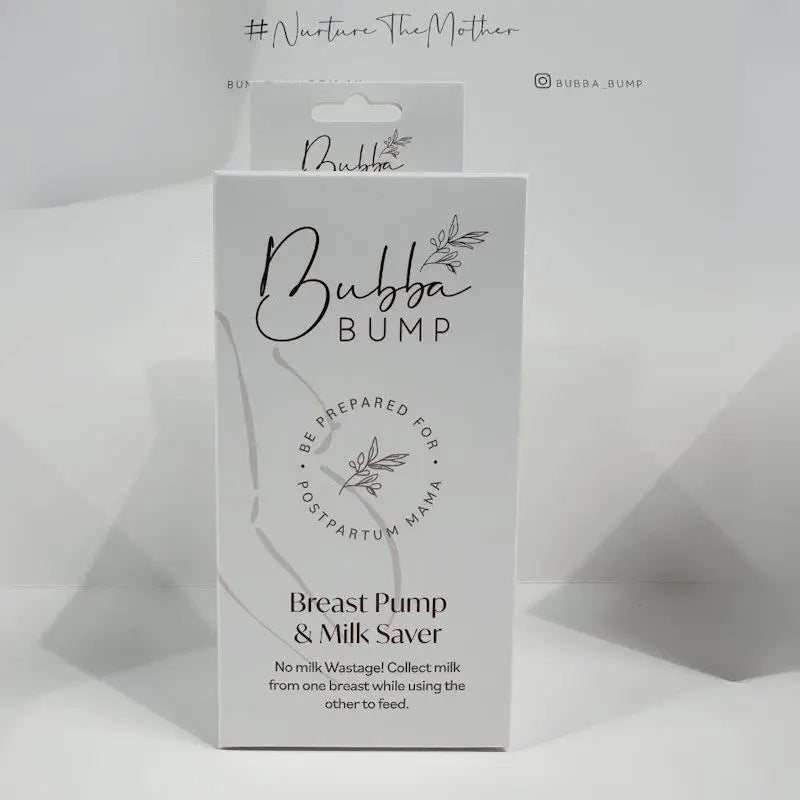 #NurtureTheMother
BUBBA_BUMP
Bubba
Bubba
BUMP
BE PREPARED FOR
• POSTPARTUM MAMA •
Breast Pump
& Milk Saver
No milk Wastage! Collect milk
from one breast while using the
other to feed.